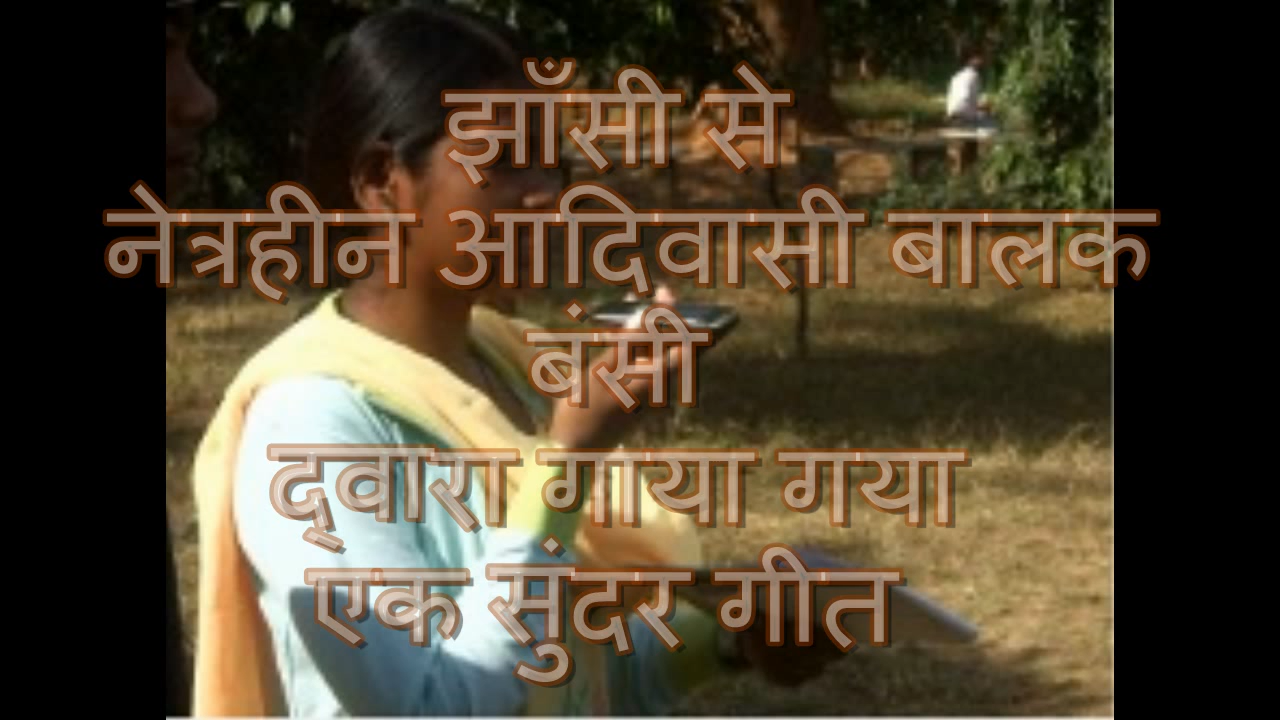 झाँसी से
नेत्रहीन आदिवासी बालक
बंसी
द्वारा गाया गया
एक सुंदर गीत